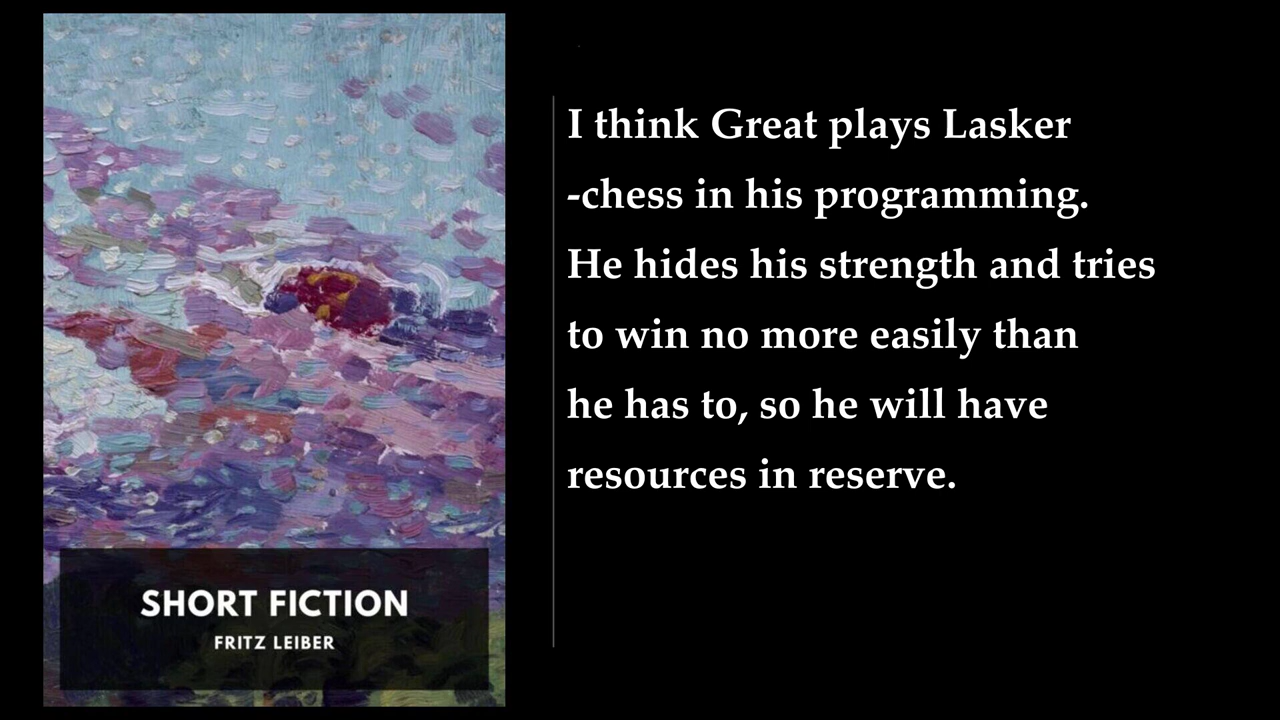 I think Great plays Lasker
-chess in his programming.
He hides his strength and tries
to win no more easily than
he has to, so he will have
resources in reserve.
SHORT FICTION
FRITZ LEIBER